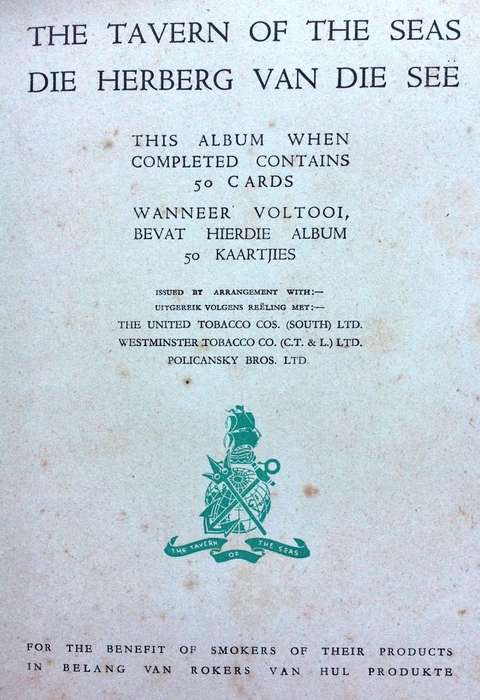 THE TAVERN OF THE SEAS
DIE HERBERG VAN DIE SEË
THIS ALBUM WHEN
COMPLETED CONTAINS
50 CARDS
WANNEER VOLTOOI,
BEVAT HIERDIE ALBUM
50 KAARTJIES
ISSUED BY ARRANGEMENT WITH:—
UITGEREIK VOLGENS REËLING MET:—
THE UNITED TOBACCO COS. (SOUTH) LTD.
WESTMINSTER TOBACCO CO. (C.T. & L.) LTD.
POLICANSKY BROS. LTD.
THE TAVERN OF THE SEAS
FOR THE BENEFIT OF SMOKERS OF THEIR PRODUCTS
IN BELANG VAN ROKERS VAN HUL PRODUKTE